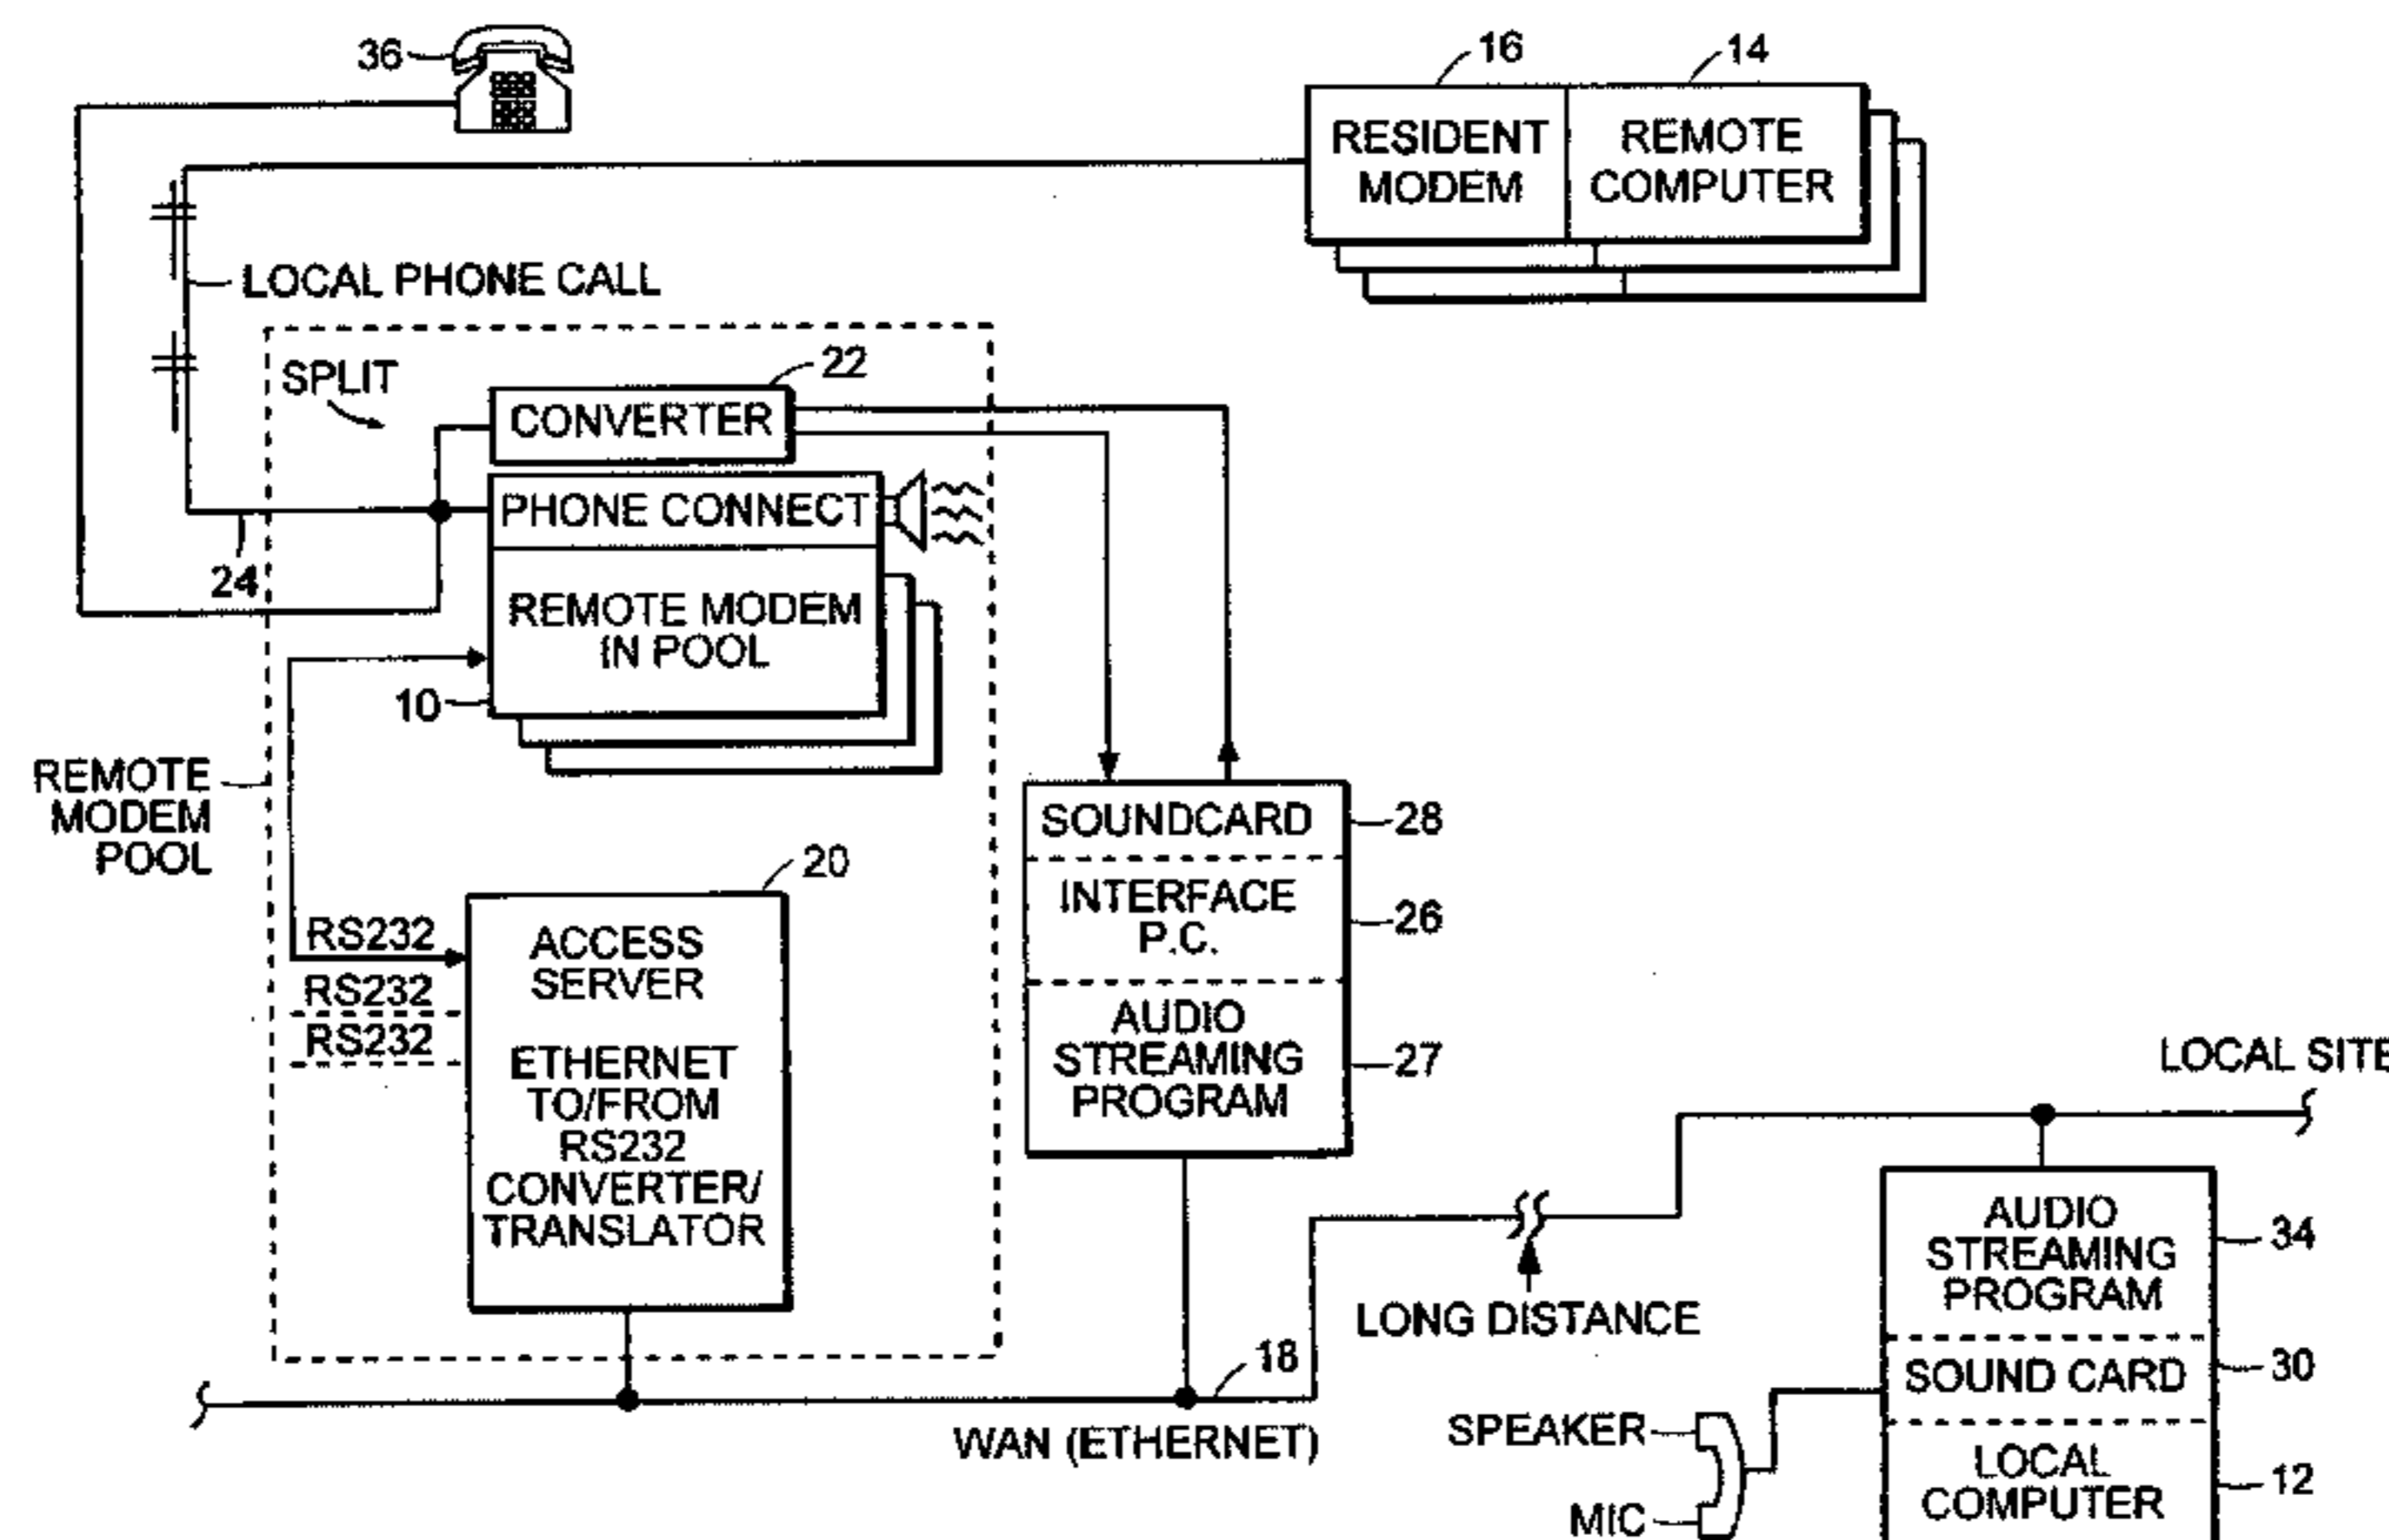 36
16
14
RESIDENT
MODEM
REMOTE
COMPUTER
LOCAL PHONE CALL
SPLIT
22
CONVERTER
PHONE CONNECT
24
REMOTE MODEM
IN POOL
10
REMOTE
MODEM
POOL
SOUNDCARD
28
INTERFACE
P.C.
26
AUDIO
STREAMING
PROGRAM
27
20
RS232
RS232
RS232
ACCESS
SERVER
ETHERNET
TO/FROM
RS232
CONVERTER/
TRANSLATOR
LOCAL SITE
AUDIO
STREAMING
PROGRAM
34
LONG DISTANCE
18
WAN (ETHERNET)
SOUND CARD
30
SPEAKER
MIC
LOCAL
COMPUTER
12